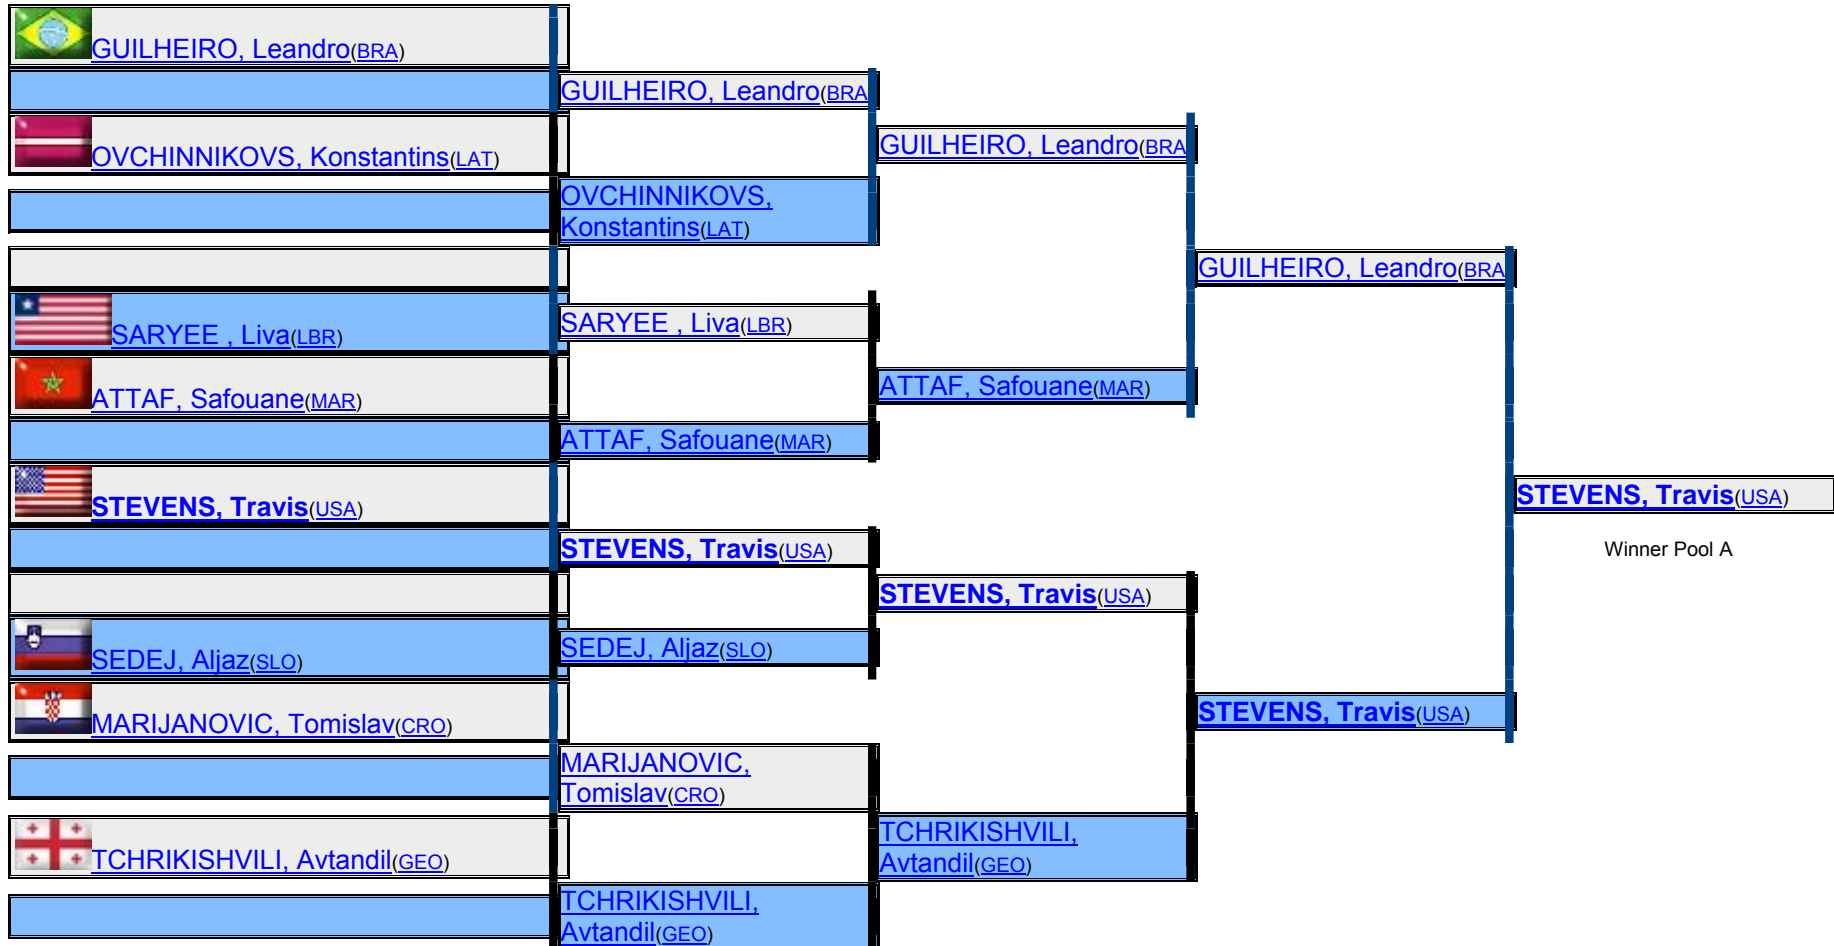 GUILHEIRO, Leandro(BRA)
OVCHINNIKOVS, Konstantins(LAT)
SARYEE , Liva(LBR)
ATTAF, Safouane(MAR)
STEVENS, Travis(USA)
SEDEJ, Aljaz(SLO)
MARIJANOVIC, Tomislav(CRO)
TCHRIKISHVILI, Avtandil(GEO)
GUILHEIRO, Leandro(BRA
OVCHINNIKOVS,
Konstantins(LAT)
SARYEE , Liva(LBR)
ATTAF, Safouane(MAR)
STEVENS, Travis(USA)
SEDEJ, Aljaz(SLO)
MARIJANOVIC,
Tomislav(CRO)
TCHRIKISHVILI,
Avtandil(GEO)
GUILHEIRO, Leandro(BRA
ATTAF, Safouane(MAR)
STEVENS, Travis(USA)
TCHRIKISHVILI,
Avtandil(GEO)
GUILHEIRO, Leandro(BRA
STEVENS, Travis(USA)
STEVENS, Travis(USA)
Winner Pool A